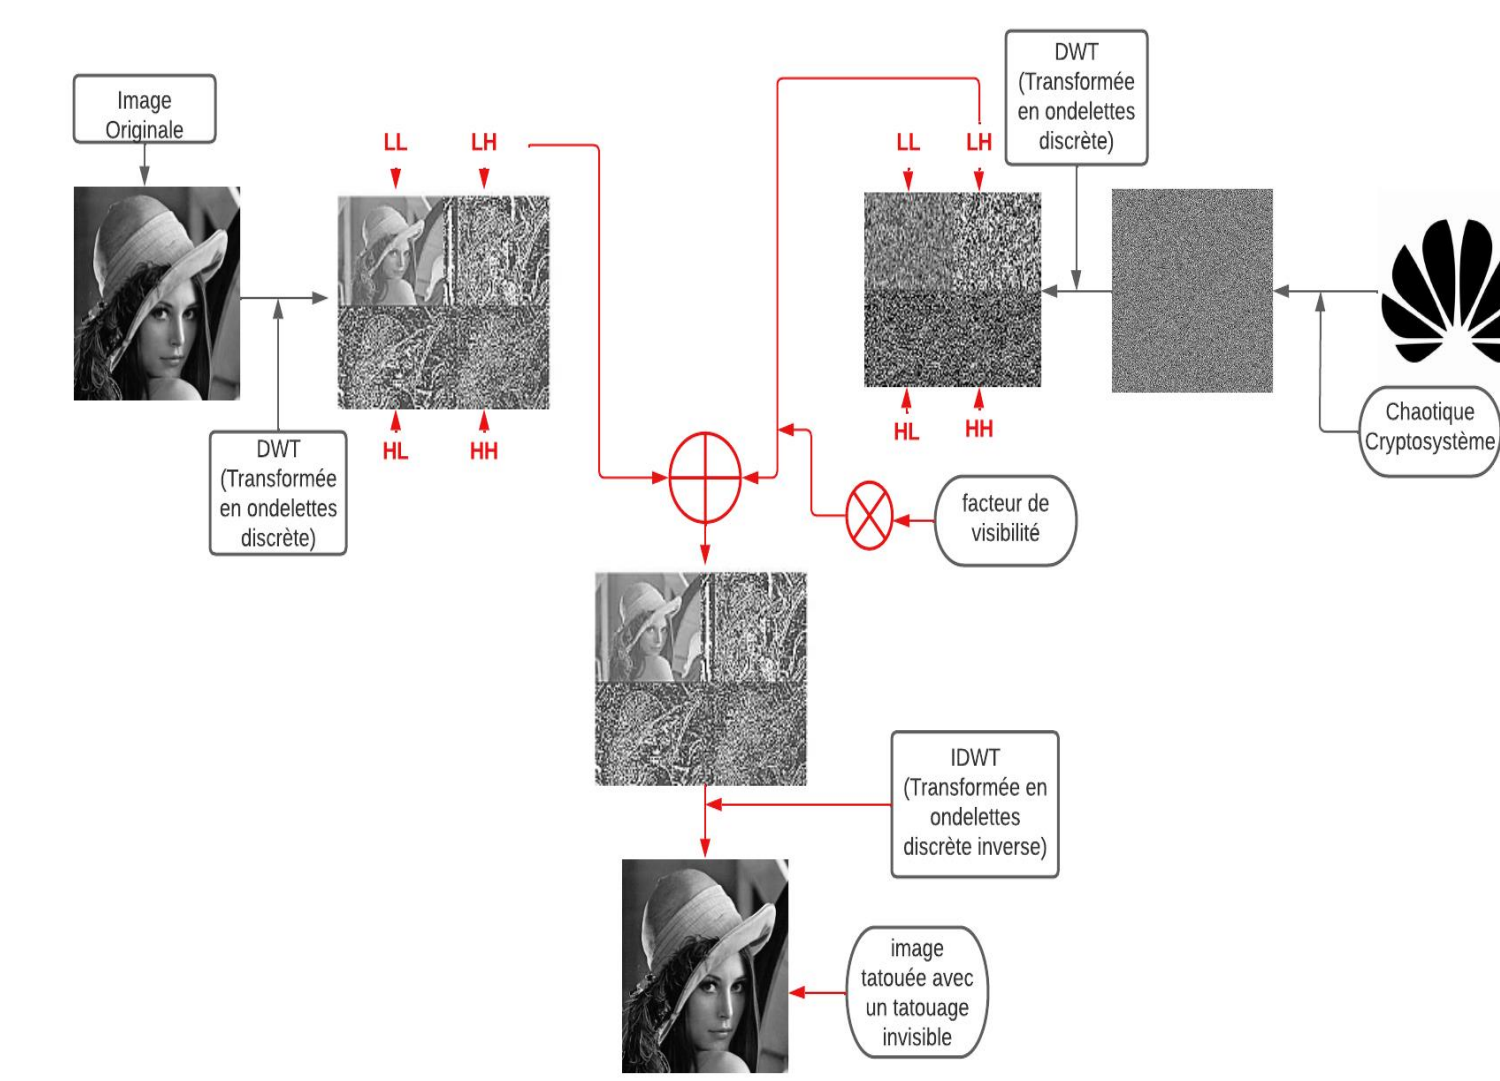 Image
Originale
LL
LH
HL
HH
DWT
(Transformée
en ondelettes
discrète)
DWT
(Transformée
en ondelettes
discrète)
LL
LH
HL
HH
Chaotique
Cryptosystème
facteur de
visibilité
IDWT
(Transformée en
ondelettes
discrète inverse)
image
tatouée avec
un tatouage
invisible